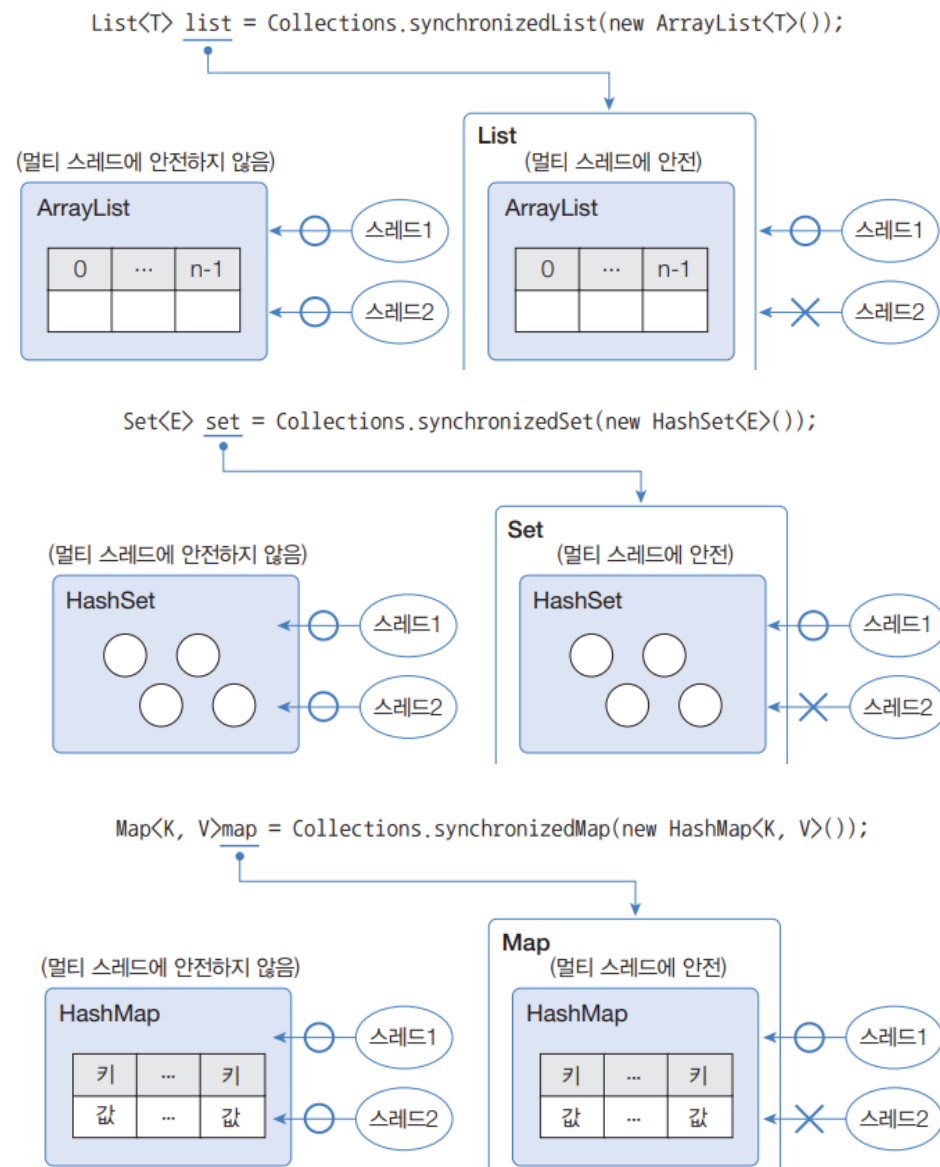 List<T> list = Collections.synchronizedList(new ArrayList<T>());
List
(멀티 스레드에 안전하지 않음)
(멀티 스레드에 안전)
ArrayList
스레드1
ArrayList
스레드1
0 ... n-1
0 ... n-1
스레드2
스레드2
Set<E> set = Collections.synchronizedSet(new HashSet<E>());
Set
(멀티 스레드에 안전하지 않음)
(멀티 스레드에 안전)
HashSet
스레드1
HashSet
스레드1
스레드2
스레드2
Map<K, V>map = Collections.synchronizedMap(new HashMap<K, V>());
Map
(멀티 스레드에 안전하지 않음)
(멀티 스레드에 안전)
HashMap
스레드1
HashMap
스레드1
키 ... 키
키 ... 키
값 ... 값
스레드2
값 ... 값
스레드2